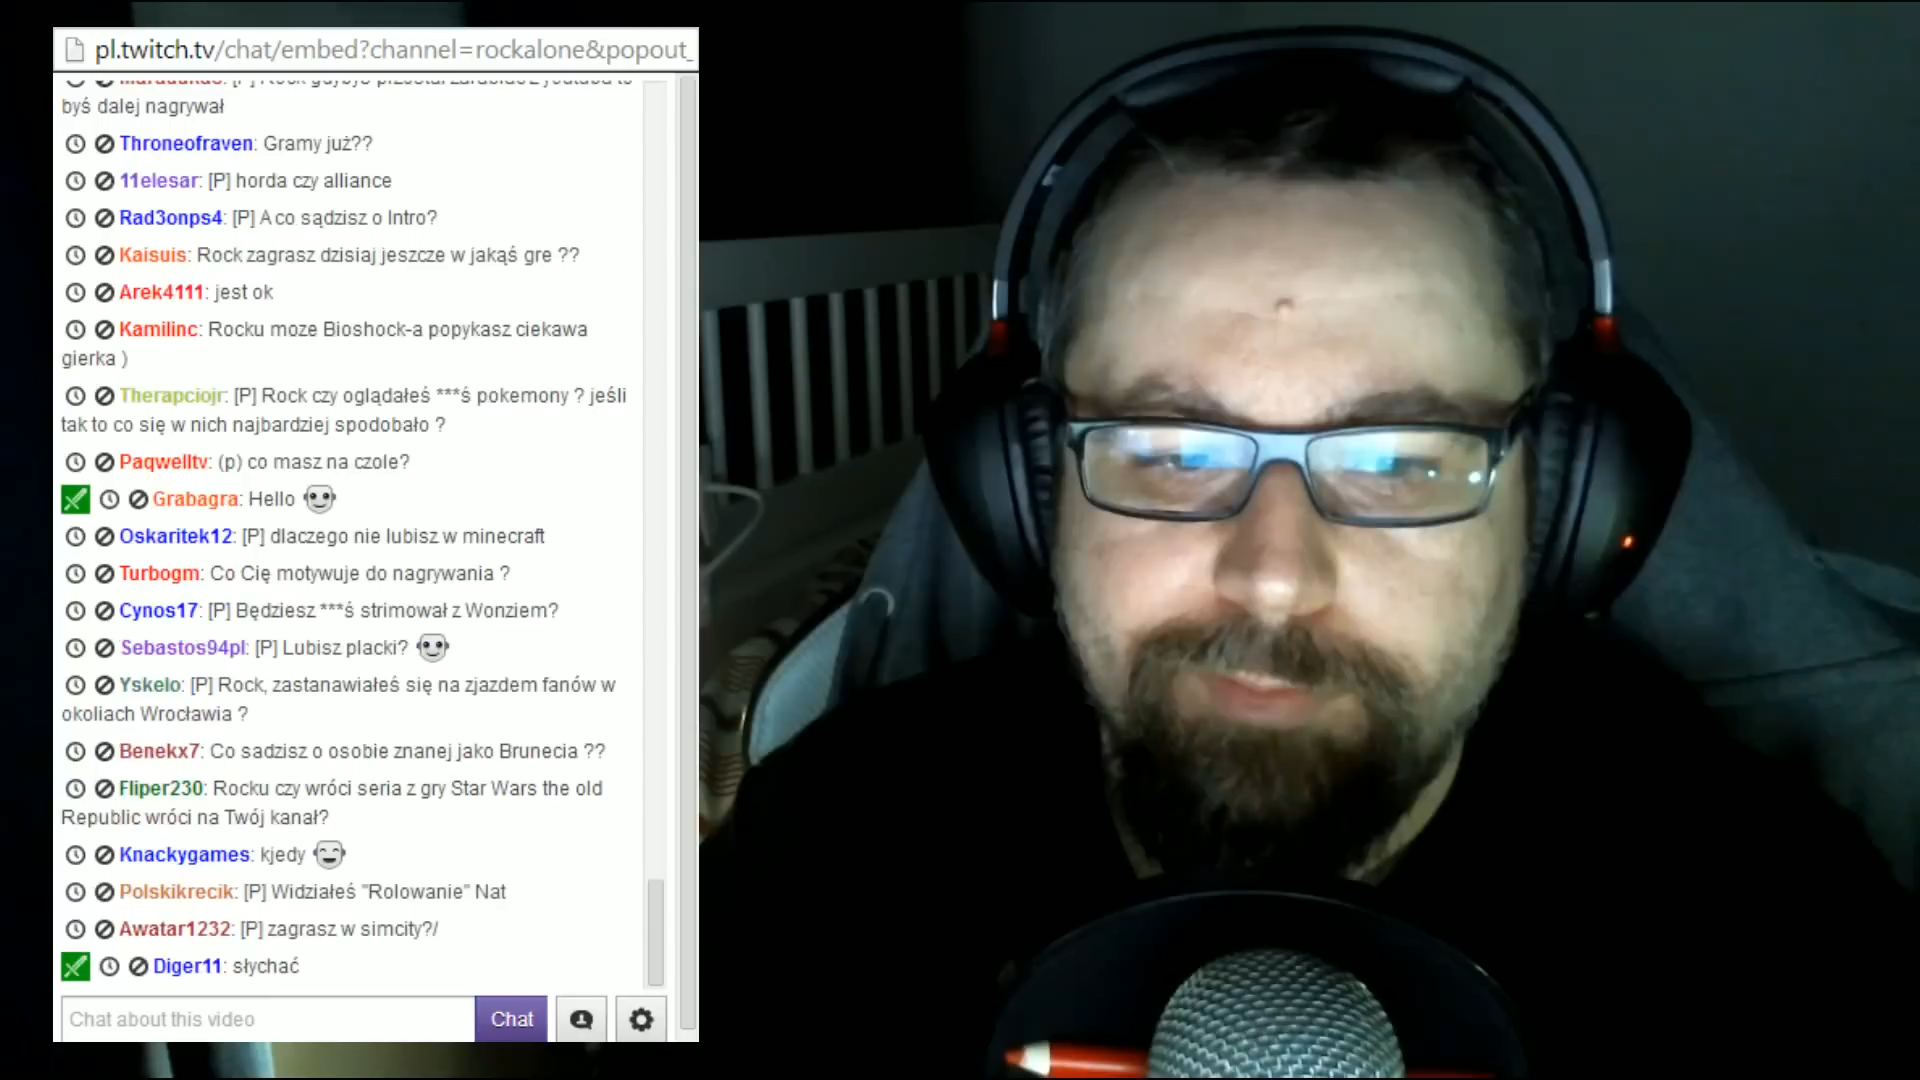 pl.twitch.tv/chat/embed?channel=rockalone&popout_
byś dalej nagrywał
Throneofraven: Gramy już??
11elesar: [P] horda czy alliance
Rad3onps4: [P] A co sądzisz o Intro?
Kaisuis: Rock zagrasz dzisiaj jeszcze w jakąś gre ??
Arek4111: jest ok
Kamilinc: Rocku moze Bioshock-a popykasz ciekawa
gierka )
Therapciojr: [P] Rock czy oglądałeś ***ś pokemony ? jeśli
tak to co się w nich najbardziej spodobało ?
Paqwelltv: (p) co masz na czole?
Grabagra: Hello
Oskaritek12: [P] dlaczego nie lubisz w minecraft
Turbogm: Co Cię motywuje do nagrywania ?
Cynos17: [P] Będziesz ***ś strimował z Wonziem?
Sebastos94pl: [P] Lubisz placki?
Yskelo: [P] Rock, zastanawiałeś się na zjazdem fanów w
okoliach Wrocławia ?
Benekx7: Co sadzisz o osobie znanej jako Brunecia ??
Fliper230: Rocku czy wróci seria z gry Star Wars the old
Republic wróci na Twój kanał?
Knackygames: kjedy
Polskikrecik: [P] Widziałeś "Rolowanie" Nat
Awatar1232: [P] zagrasz w simcity?/
Diger11: słychać
Chat about this video
Chat